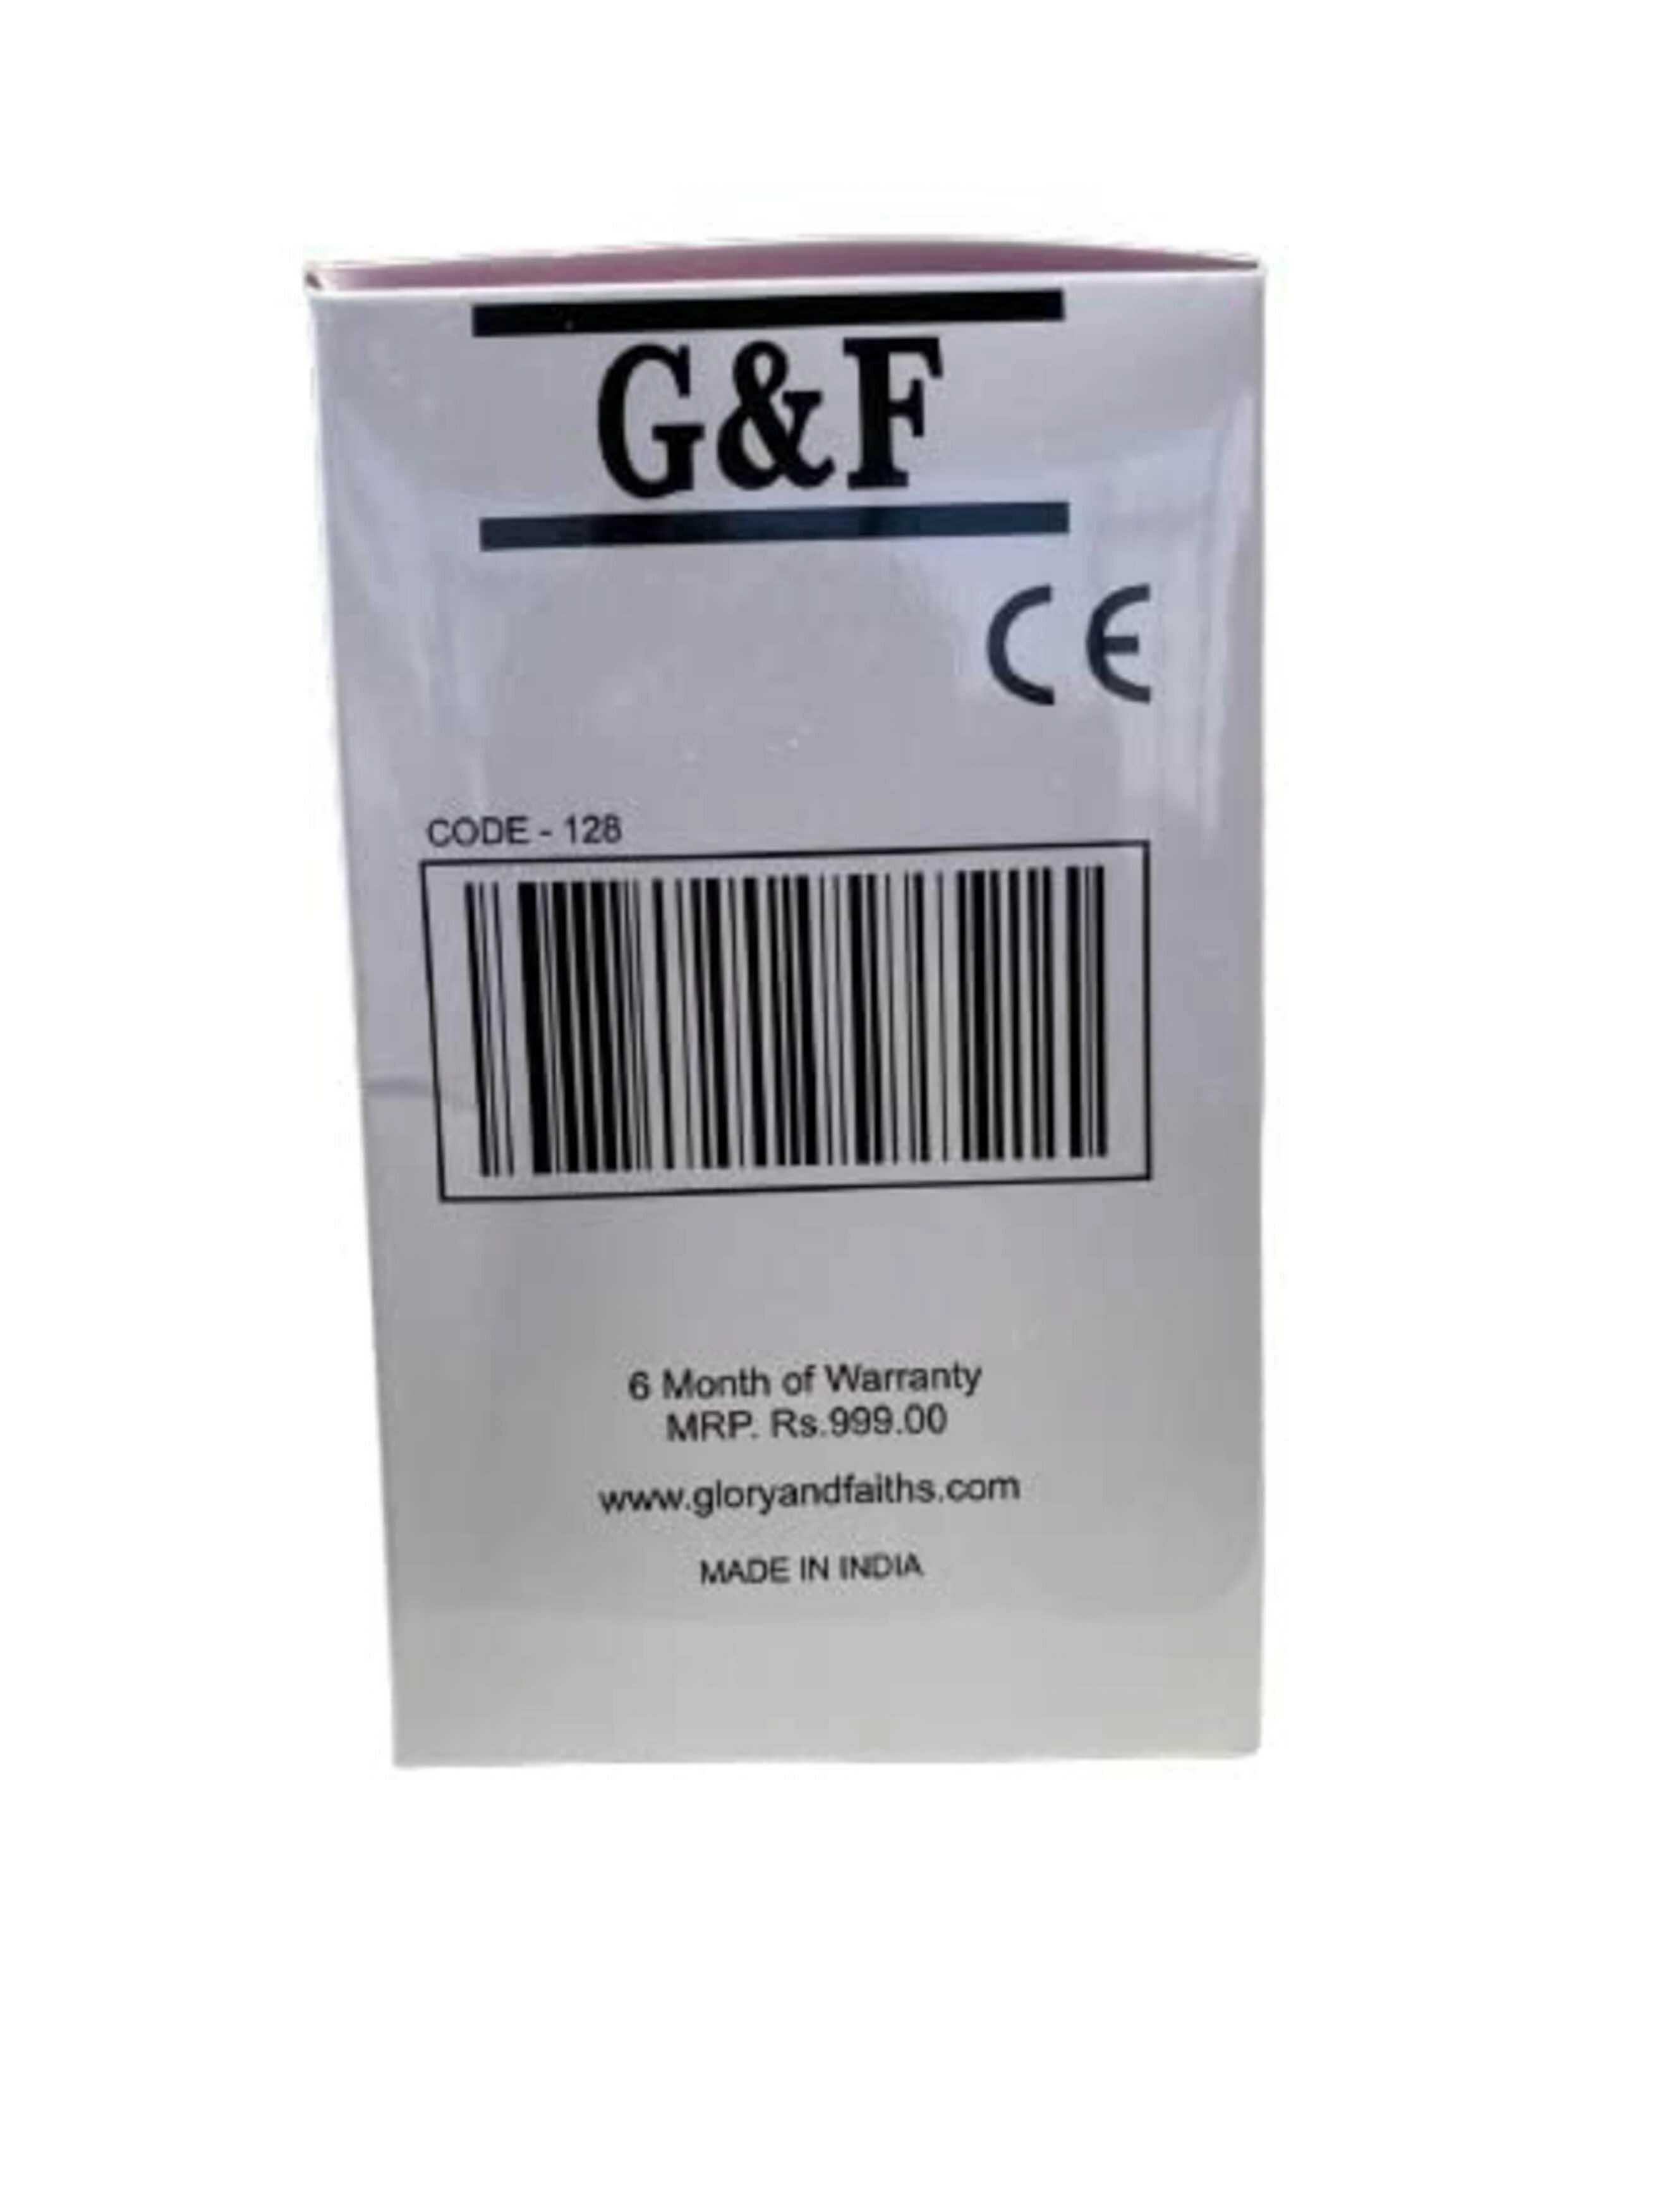 G&F
CE
CODE - 128
6 Month of Warranty
MRP. Rs.999.00
www.gloryandfaiths.com
MADE IN INDIA